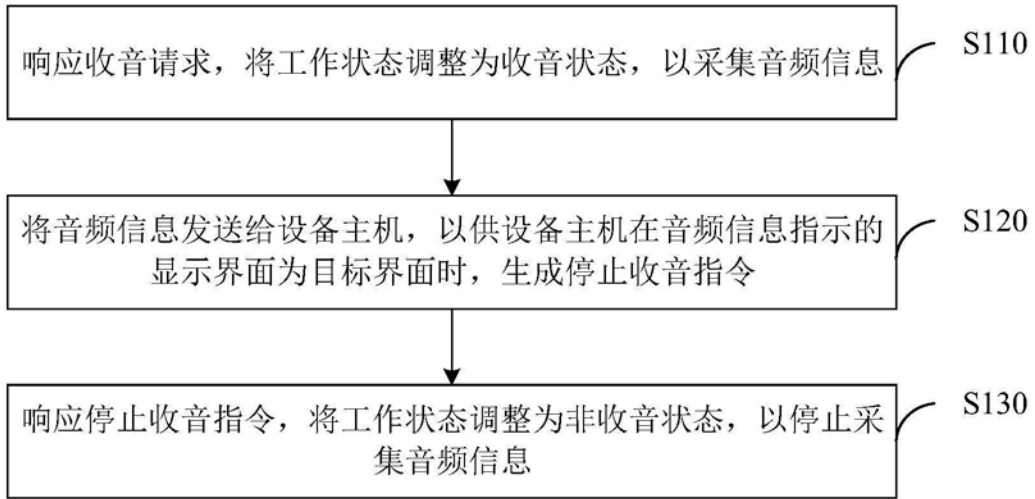 响应收音请求，将工作状态调整为收音状态，以采集音频信息
S110
将音频信息发送给设备主机，以供设备主机在音频信息指示的
显示界面为目标界面时，生成停止收音指令
S120
响应停止收音指令，将工作状态调整为非收音状态，以停止采
集音频信息
S130